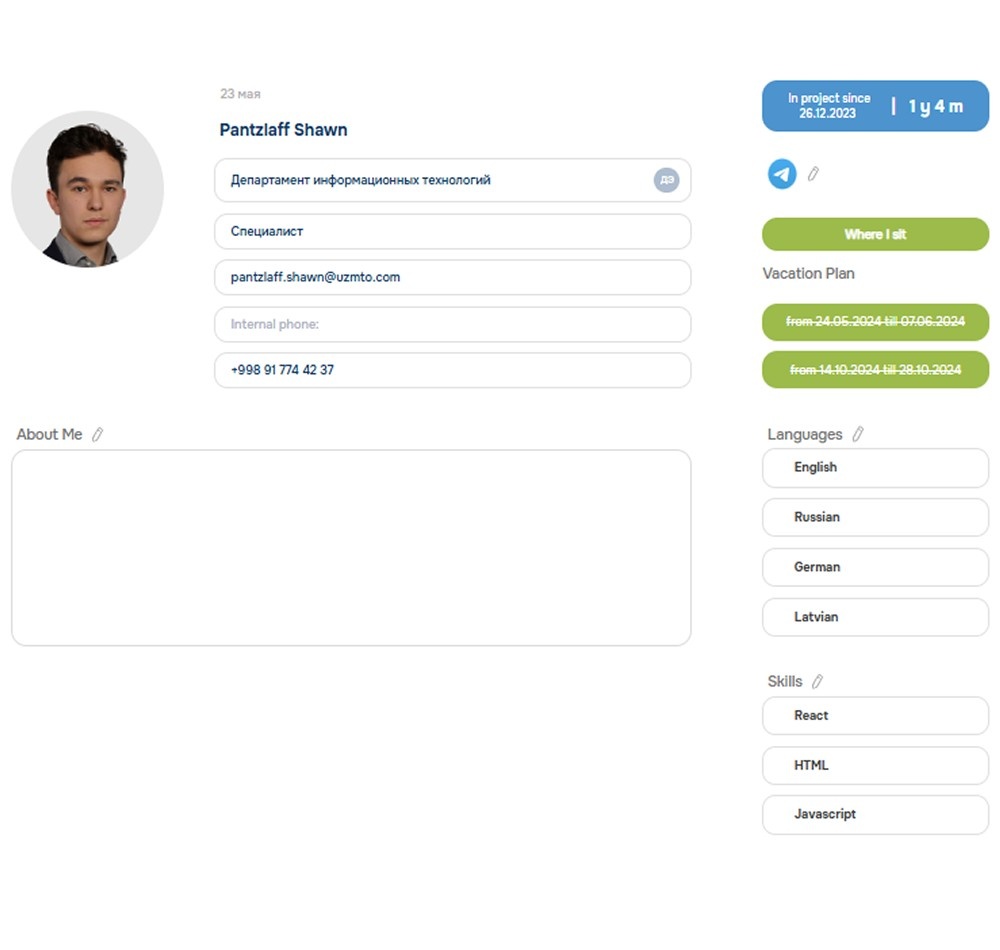 23 мая
Pantzlaff Shawn
Департамент информационных технологий
ДЭ
Специалист
pantzlaff.shawn@uzmto.com
Internal phone:
+998 91 774 42 37
About Me
In project since
26.12.2023
| 1 y 4 m
Where I sit
Vacation Plan
from 24.05.2024 till 07.06.2024
from 14.10.2024 till 28.10.2024
Languages
English
Russian
German
Latvian
Skills
React
HTML
Javascript